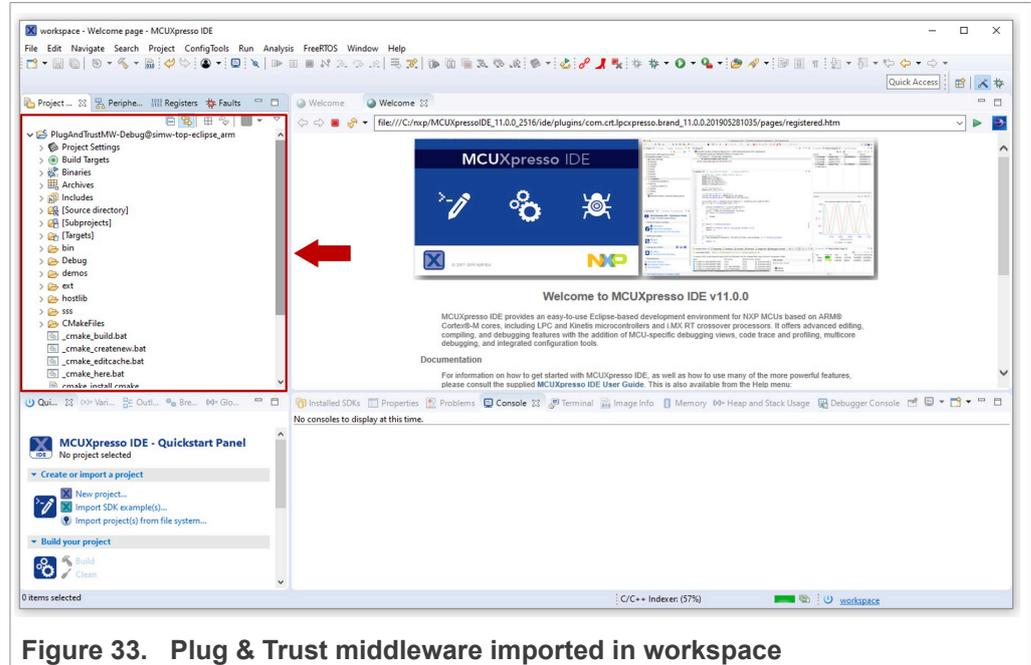 workspace - Welcome page - MCUXpresso IDE
File Edit Navigate Search Project ConfigTools Run Analysis FreeRTOS Window Help
Quick Access
Project ... Periphe... Registers Faults
PlugAndTrustMW-Debug@simw-top-eclipse_arm
Project Settings
Build Targets
Binaries
Archives
Includes
[Source directory]
[Subprojects]
[Targets]
bin
Debug
demos
ext
hostlib
sss
CMakeFiles
_cmake_build.bat
_cmake_createnew.bat
_cmake_editcache.bat
_cmake_here.bat
cmake_install.cmake
Welcome Welcome
file:///C:/nxp/MCUXpressoIDE_11.0.0_2516/ide/plugins/com.crt.lpcxpresso.brand_11.0.0.201905281035/pages/registered.htm
MCUXpresso IDE
NXP
Welcome to MCUXpresso IDE v11.0.0
MCUXpresso IDE provides an easy-to-use Eclipse-based development environment for NXP MCUs based on ARM®
Cortex®-M cores, including LPC and Kinetis microcontrollers and i.MX RT crossover processors. It offers advanced editing,
compiling, and debugging features with the addition of MCU-specific debugging views, code trace and profiling, multicore
debugging, and integrated configuration tools.
Documentation
For information on how to get started with MCUXpresso IDE, as well as how to use many of the more powerful features,
please consult the supplied MCUXpresso IDE User Guide. This is also available from the Help menu:
Qui... Vari... Outl... Bre... Glo...
MCUXpresso IDE - Quickstart Panel
IDE
No project selected
Create or import a project
New project...
Import SDK example(s)...
Import project(s) from file system...
Build your project
Build
Clean
Installed SDKs Properties Problems Console Terminal Image Info Memory Heap and Stack Usage Debugger Console
No consoles to display at this time.
0 items selected
C/C++ Indexer: (57%)
workspace
Figure 33. Plug & Trust middleware imported in workspace